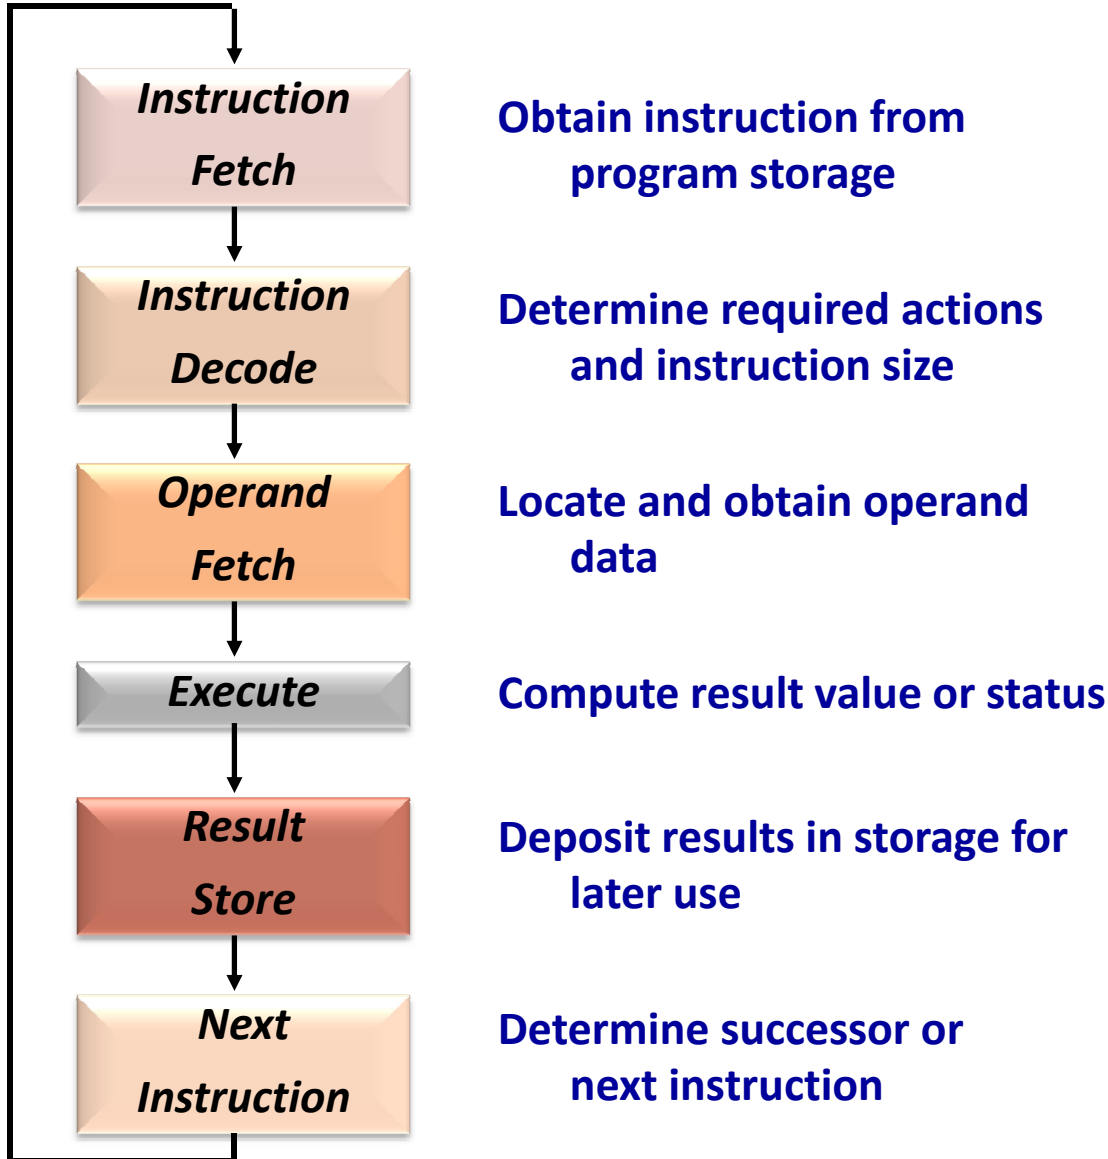 Instruction
Fetch
Obtain instruction from
program storage
Instruction
Decode
Determine required actions
and instruction size
Operand
Fetch
Locate and obtain operand
data
Execute
Compute result value or status
Result
Store
Deposit results in storage for
later use
Next
Instruction
Determine successor or
next instruction